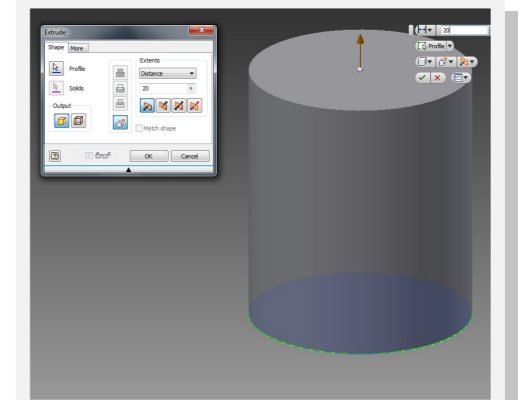 Extrude
Shape More
Profile
Solids
Output
Extents
Distance
20
Match shape
OK
Cancel
20
Profile